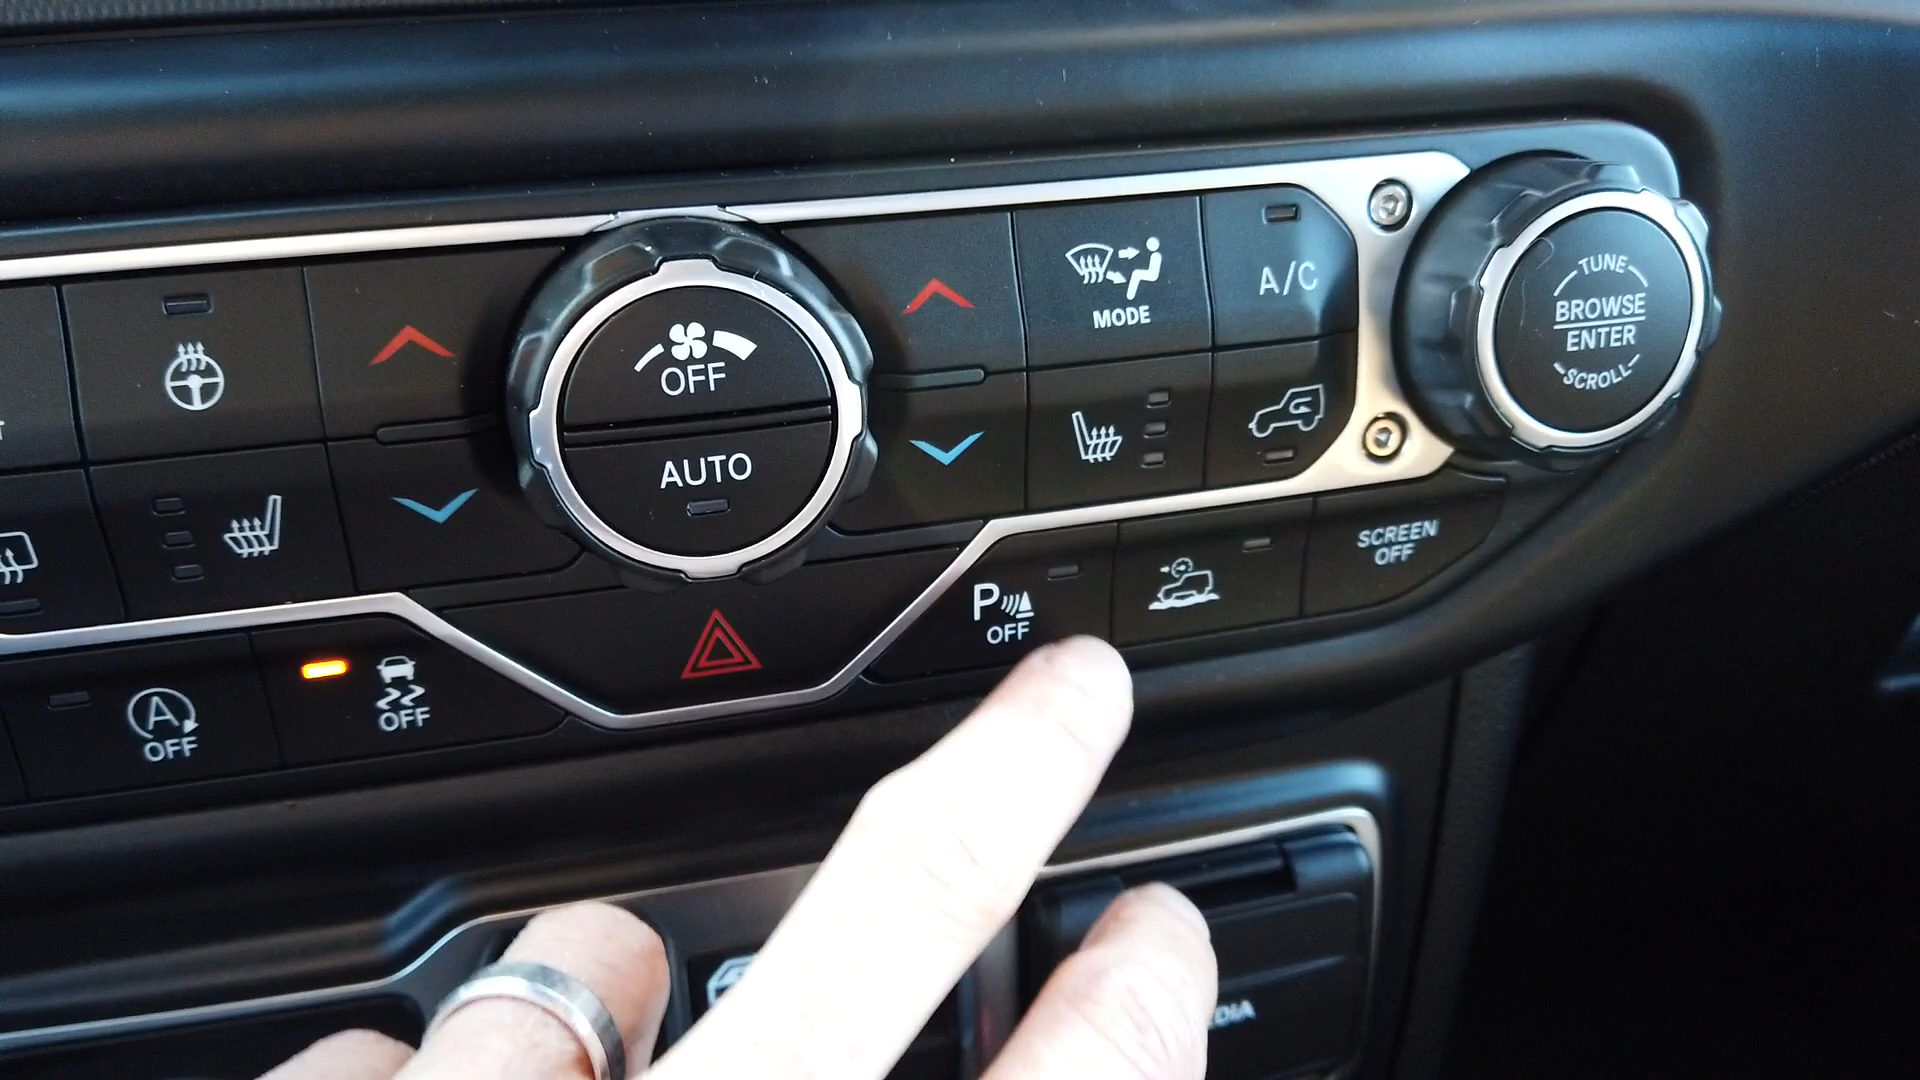 OFF
AUTO
MODE
A/C
TUNE
BROWSE
ENTER
SCROLL
A
OFF
OFF
P
OFF
SCREEN
OFF